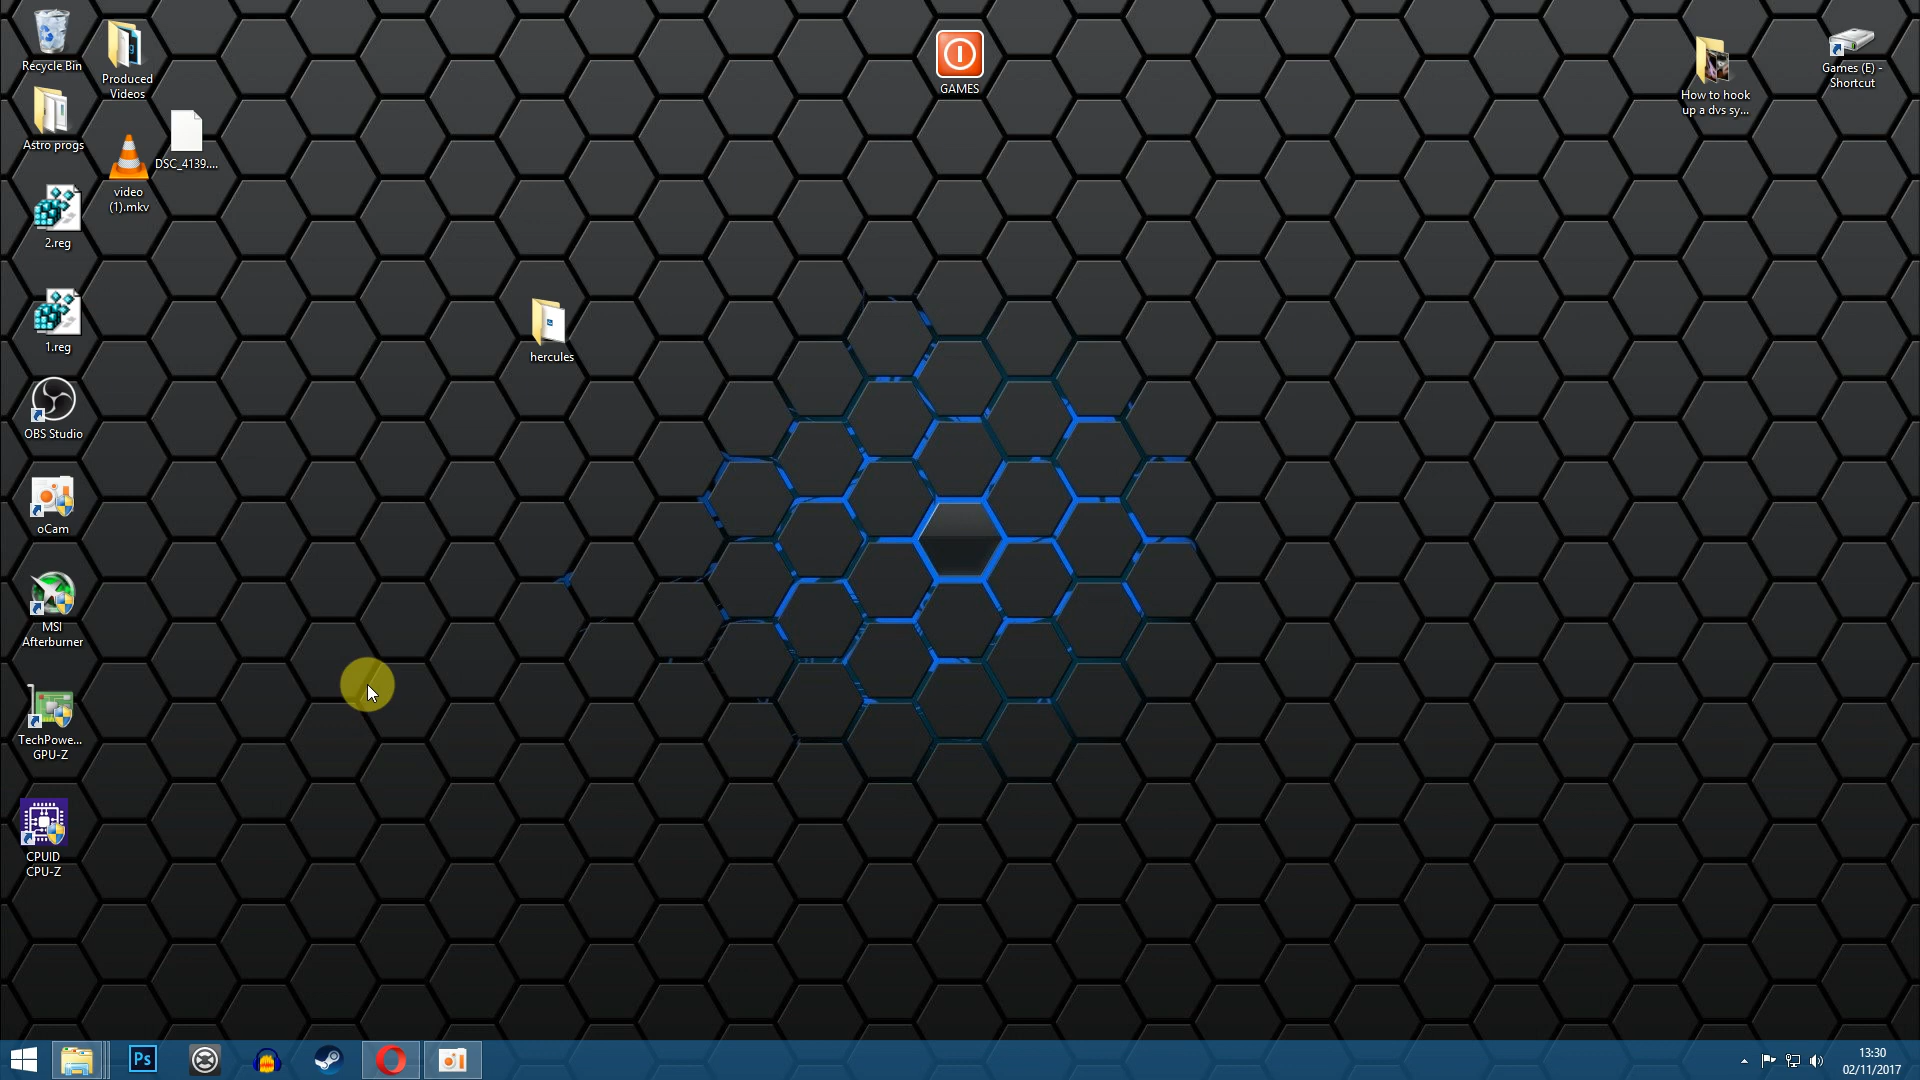 Recycle Bin
Produced
Videos
GAMES
How to hook
up a dvs sy...
Games (E) -
Shortcut
Astro progs
DSC_4139....
video
(1).mkv
2.reg
1.reg
hercules
OBS Studio
oCam
MSI
Afterburner
TechPowe...
GPU-Z
CPUID
CPU-Z
Ps
13:30
02/11/2017